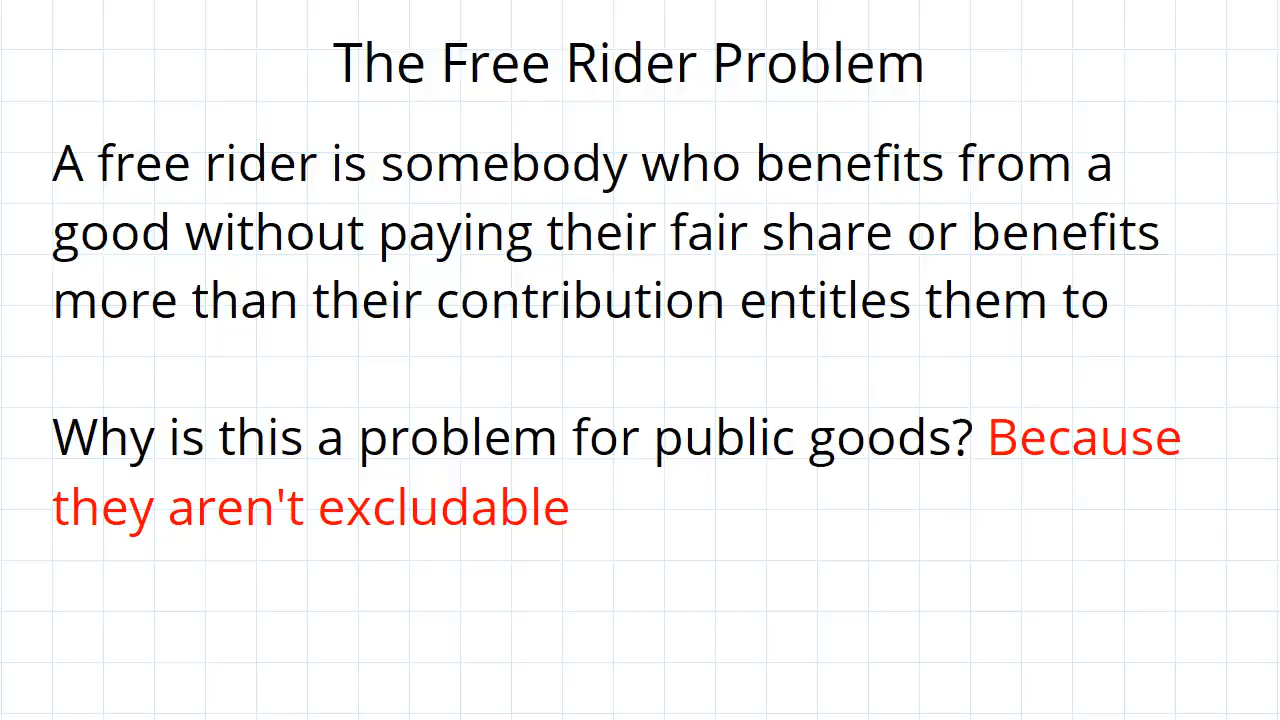 The Free Rider Problem
A free rider is somebody who benefits from a
good without paying their fair share or benefits
more than their contribution entitles them to
Why is this a problem for public goods? Because
they aren't excludable